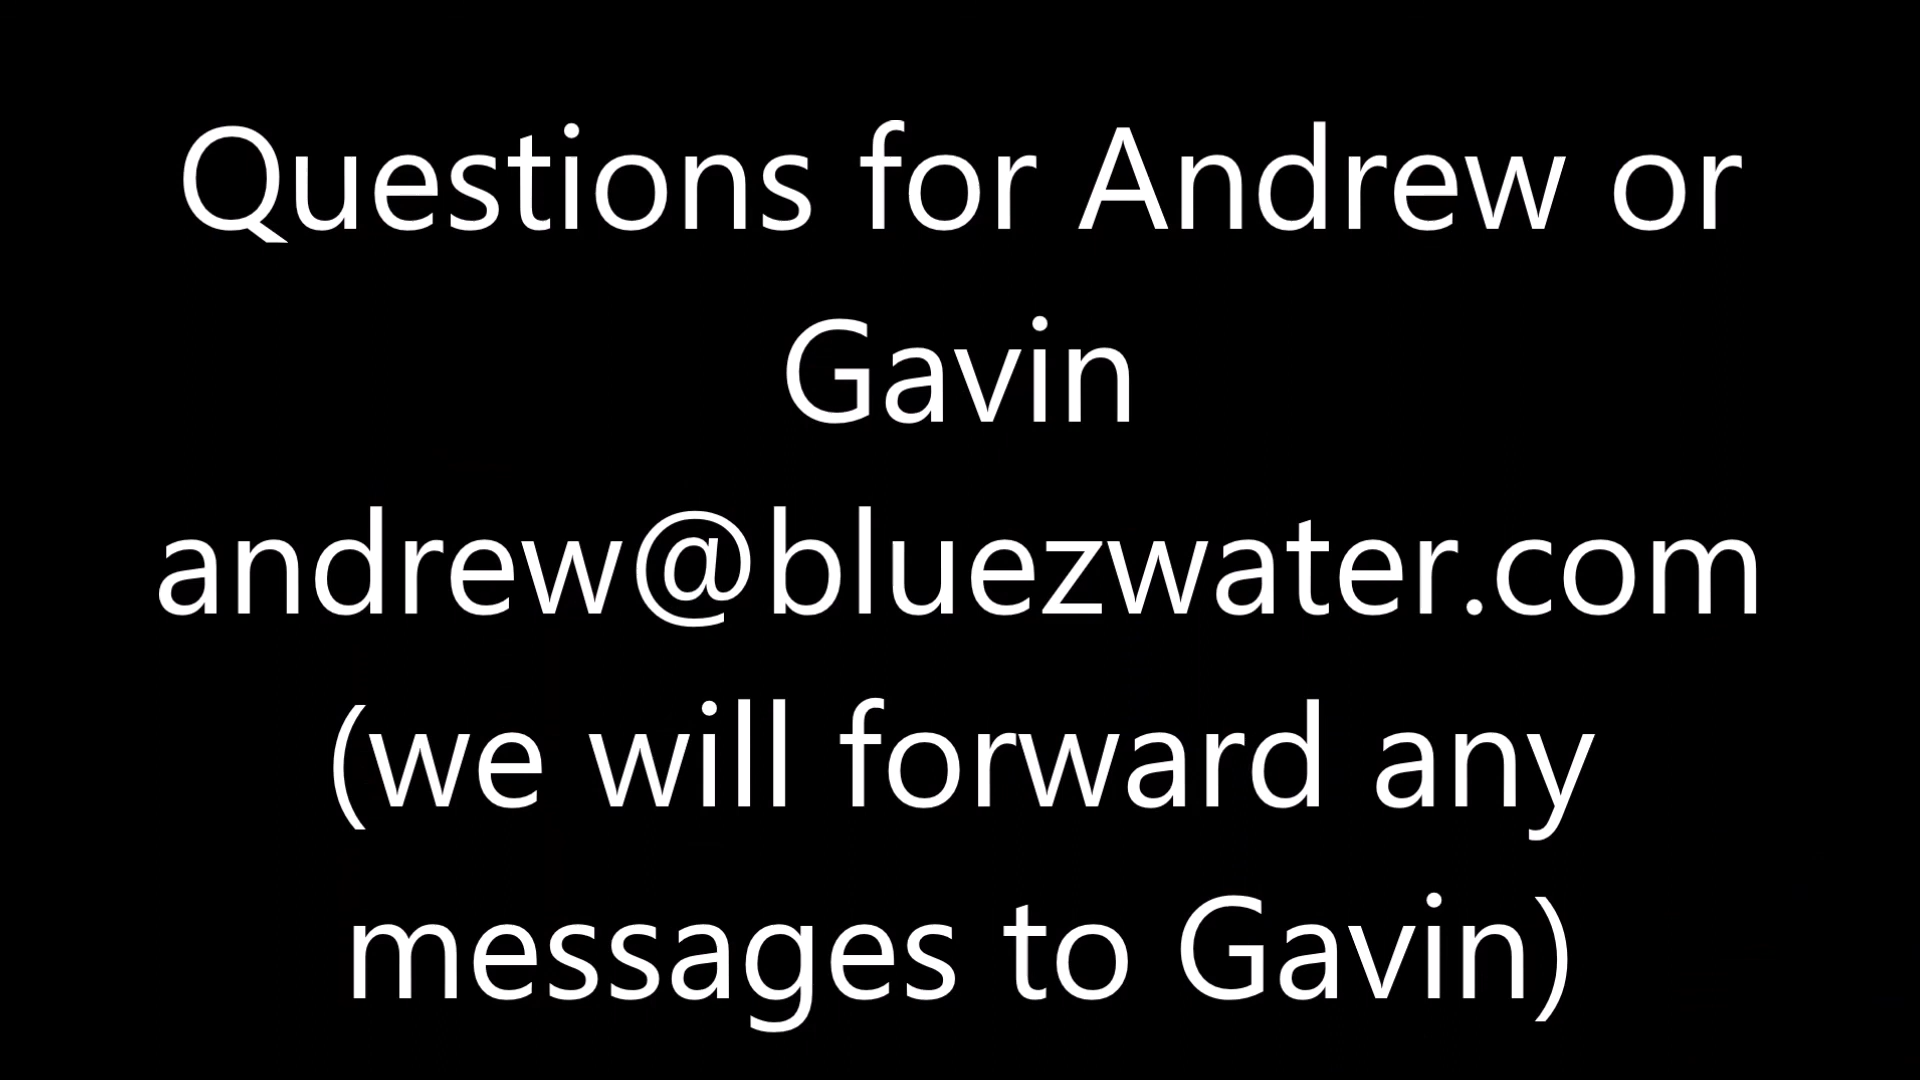 Questions for Andrew or
Gavin
andrew@bluezwater.com
(we will forward any
messages to Gavin)